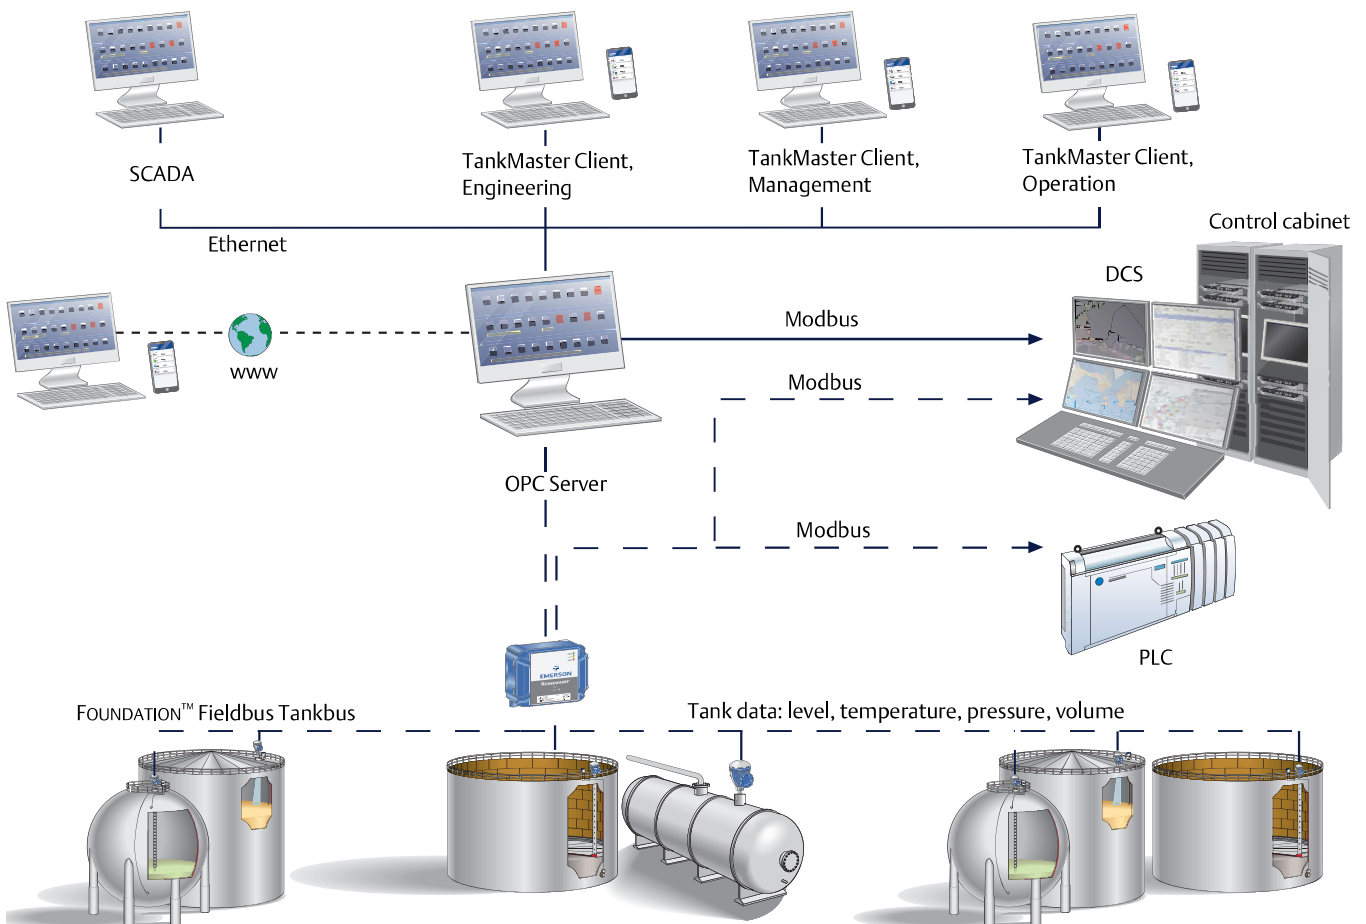 SCADA
TankMaster Client,
Engineering
TankMaster Client,
Management
TankMaster Client,
Operation
Control cabinet
Ethernet
DCS
Modbus
www
Modbus
OPC Server
Modbus
EMERSON
PLC
FOUNDATION™ Fieldbus Tankbus
Tank data: level, temperature, pressure, volume